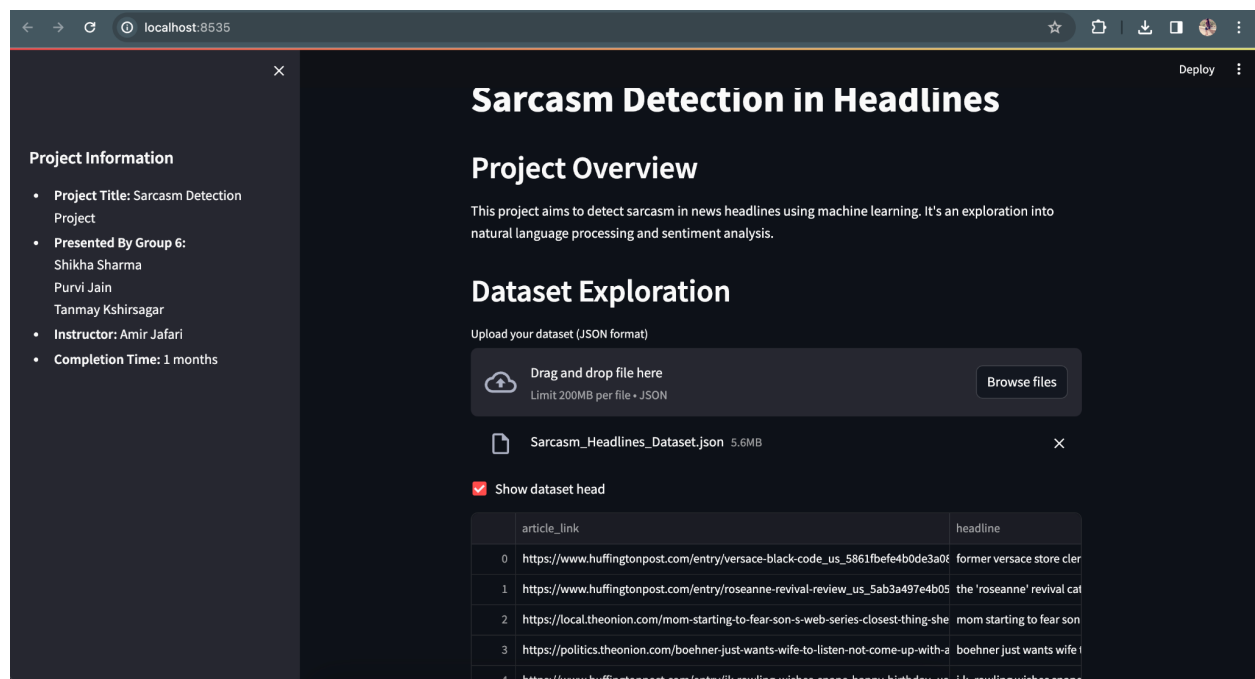 localhost:8535
Deploy
Sarcasm Detection in Headlines
Project Information
• Project Title: Sarcasm Detection
Project
• Presented By Group 6:
Shikha Sharma
Purvi Jain
Tanmay Kshirsagar
• Instructor: Amir Jafari
• Completion Time: 1 months
Project Overview
This project aims to detect sarcasm in news headlines using machine learning. It's an exploration into
natural language processing and sentiment analysis.
Dataset Exploration
Upload your dataset (JSON format)
Drag and drop file here
Limit 200MB per file • JSON
Browse files
Sarcasm_Headlines_Dataset.json 5.6MB
Show dataset head
article_link headline
0 https://www.huffingtonpost.com/entry/versace-black-code_us_5861fbefe4b0de3a08 former versace store cler
1 https://www.huffingtonpost.com/entry/roseanne-revival-review_us_5ab3a497e4b05 the 'roseanne' revival cat
2 https://local.theonion.com/mom-starting-to-fear-son-s-web-series-closest-thing-she mom starting to fear son
3 https://politics.theonion.com/boehner-just-wants-wife-to-listen-not-come-up-with-a boehner just wants wife